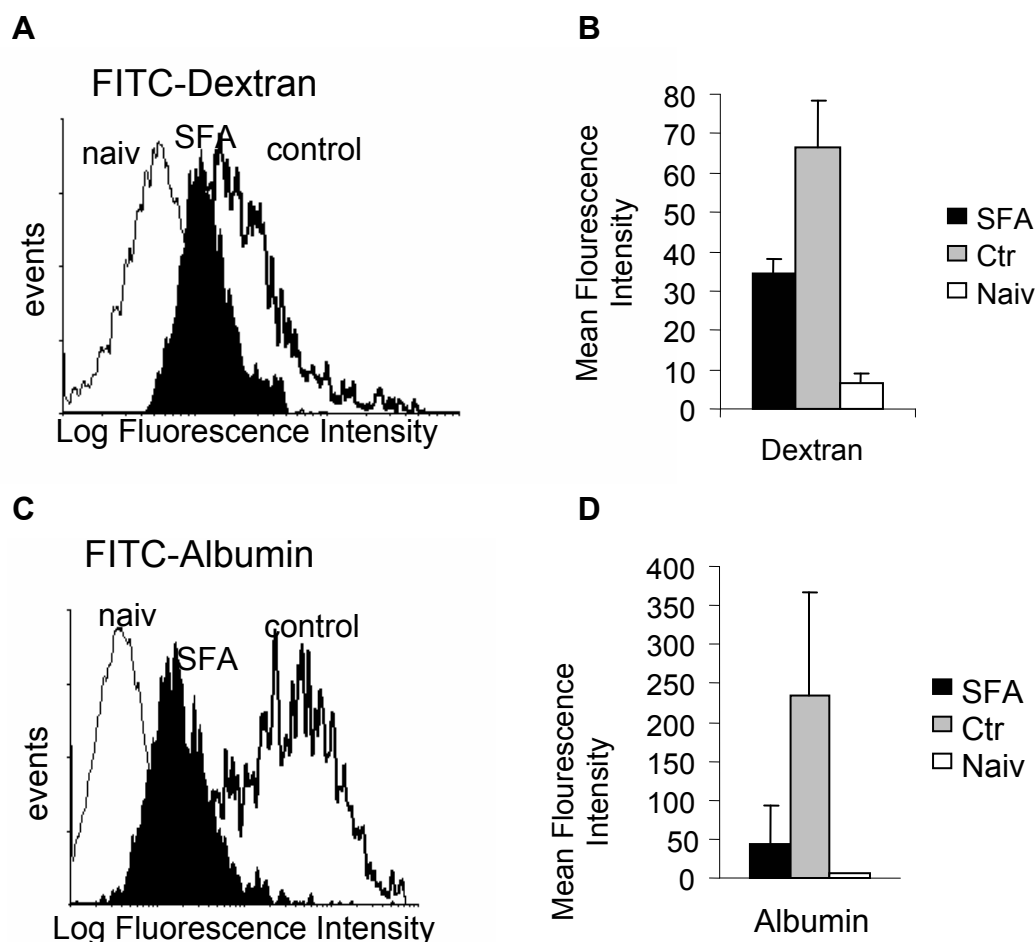 A
FITC-Dextran
naiv
SFA
control
events
Log Fluorescence Intensity
B
80
70
60
50
40
30
20
10
0
Mean Flourescence
Intensity
Dextran
SFA
Ctr
Naiv
C
FITC-Albumin
naiv
SFA
control
events
Log Fluorescence Intensity
D
400
350
300
250
200
150
100
50
0
Mean Flourescence
Intensity
Albumin
SFA
Ctr
Naiv